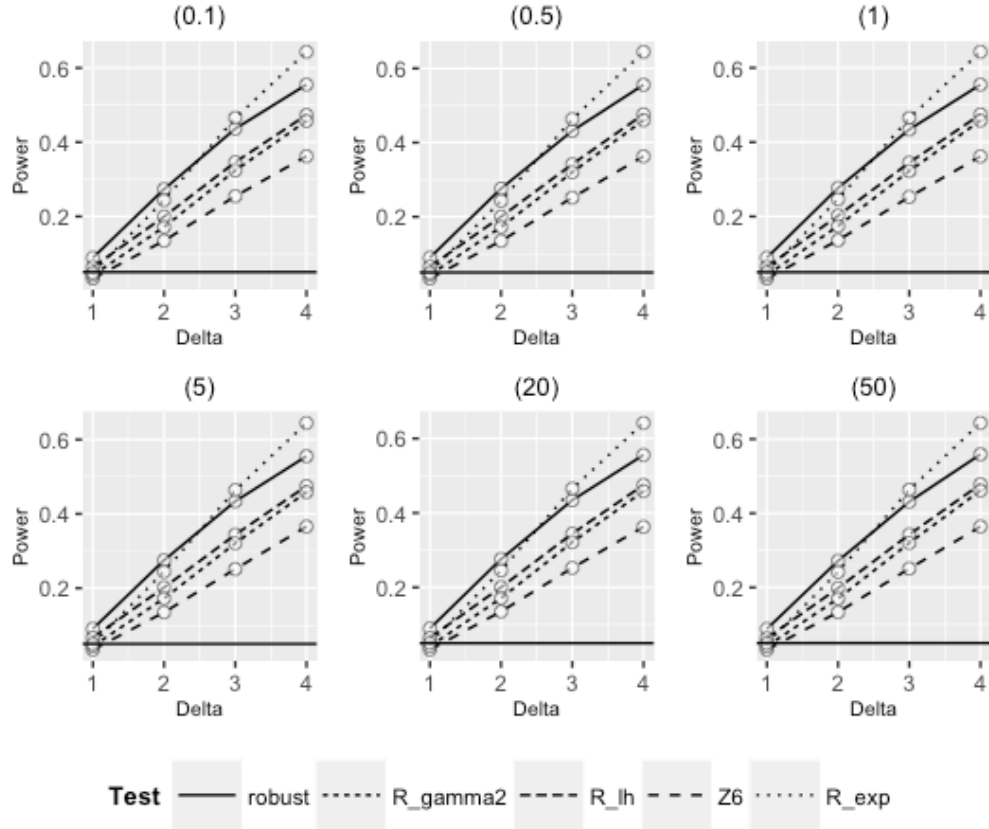 (0.1) (0.5) (1)
Power 0.6 0.4 0.2 Power 0.6 0.4 0.2 Power 0.6 0.4 0.2
1 2 3 4 1 2 3 4 1 2 3 4
Delta Delta Delta
(5) (20) (50)
Power 0.6 0.4 0.2 Power 0.6 0.4 0.2 Power 0.6 0.4 0.2
1 2 3 4 1 2 3 4 1 2 3 4
Delta Delta Delta
Test robust R_gamma2 R_lh Z6 R_exp